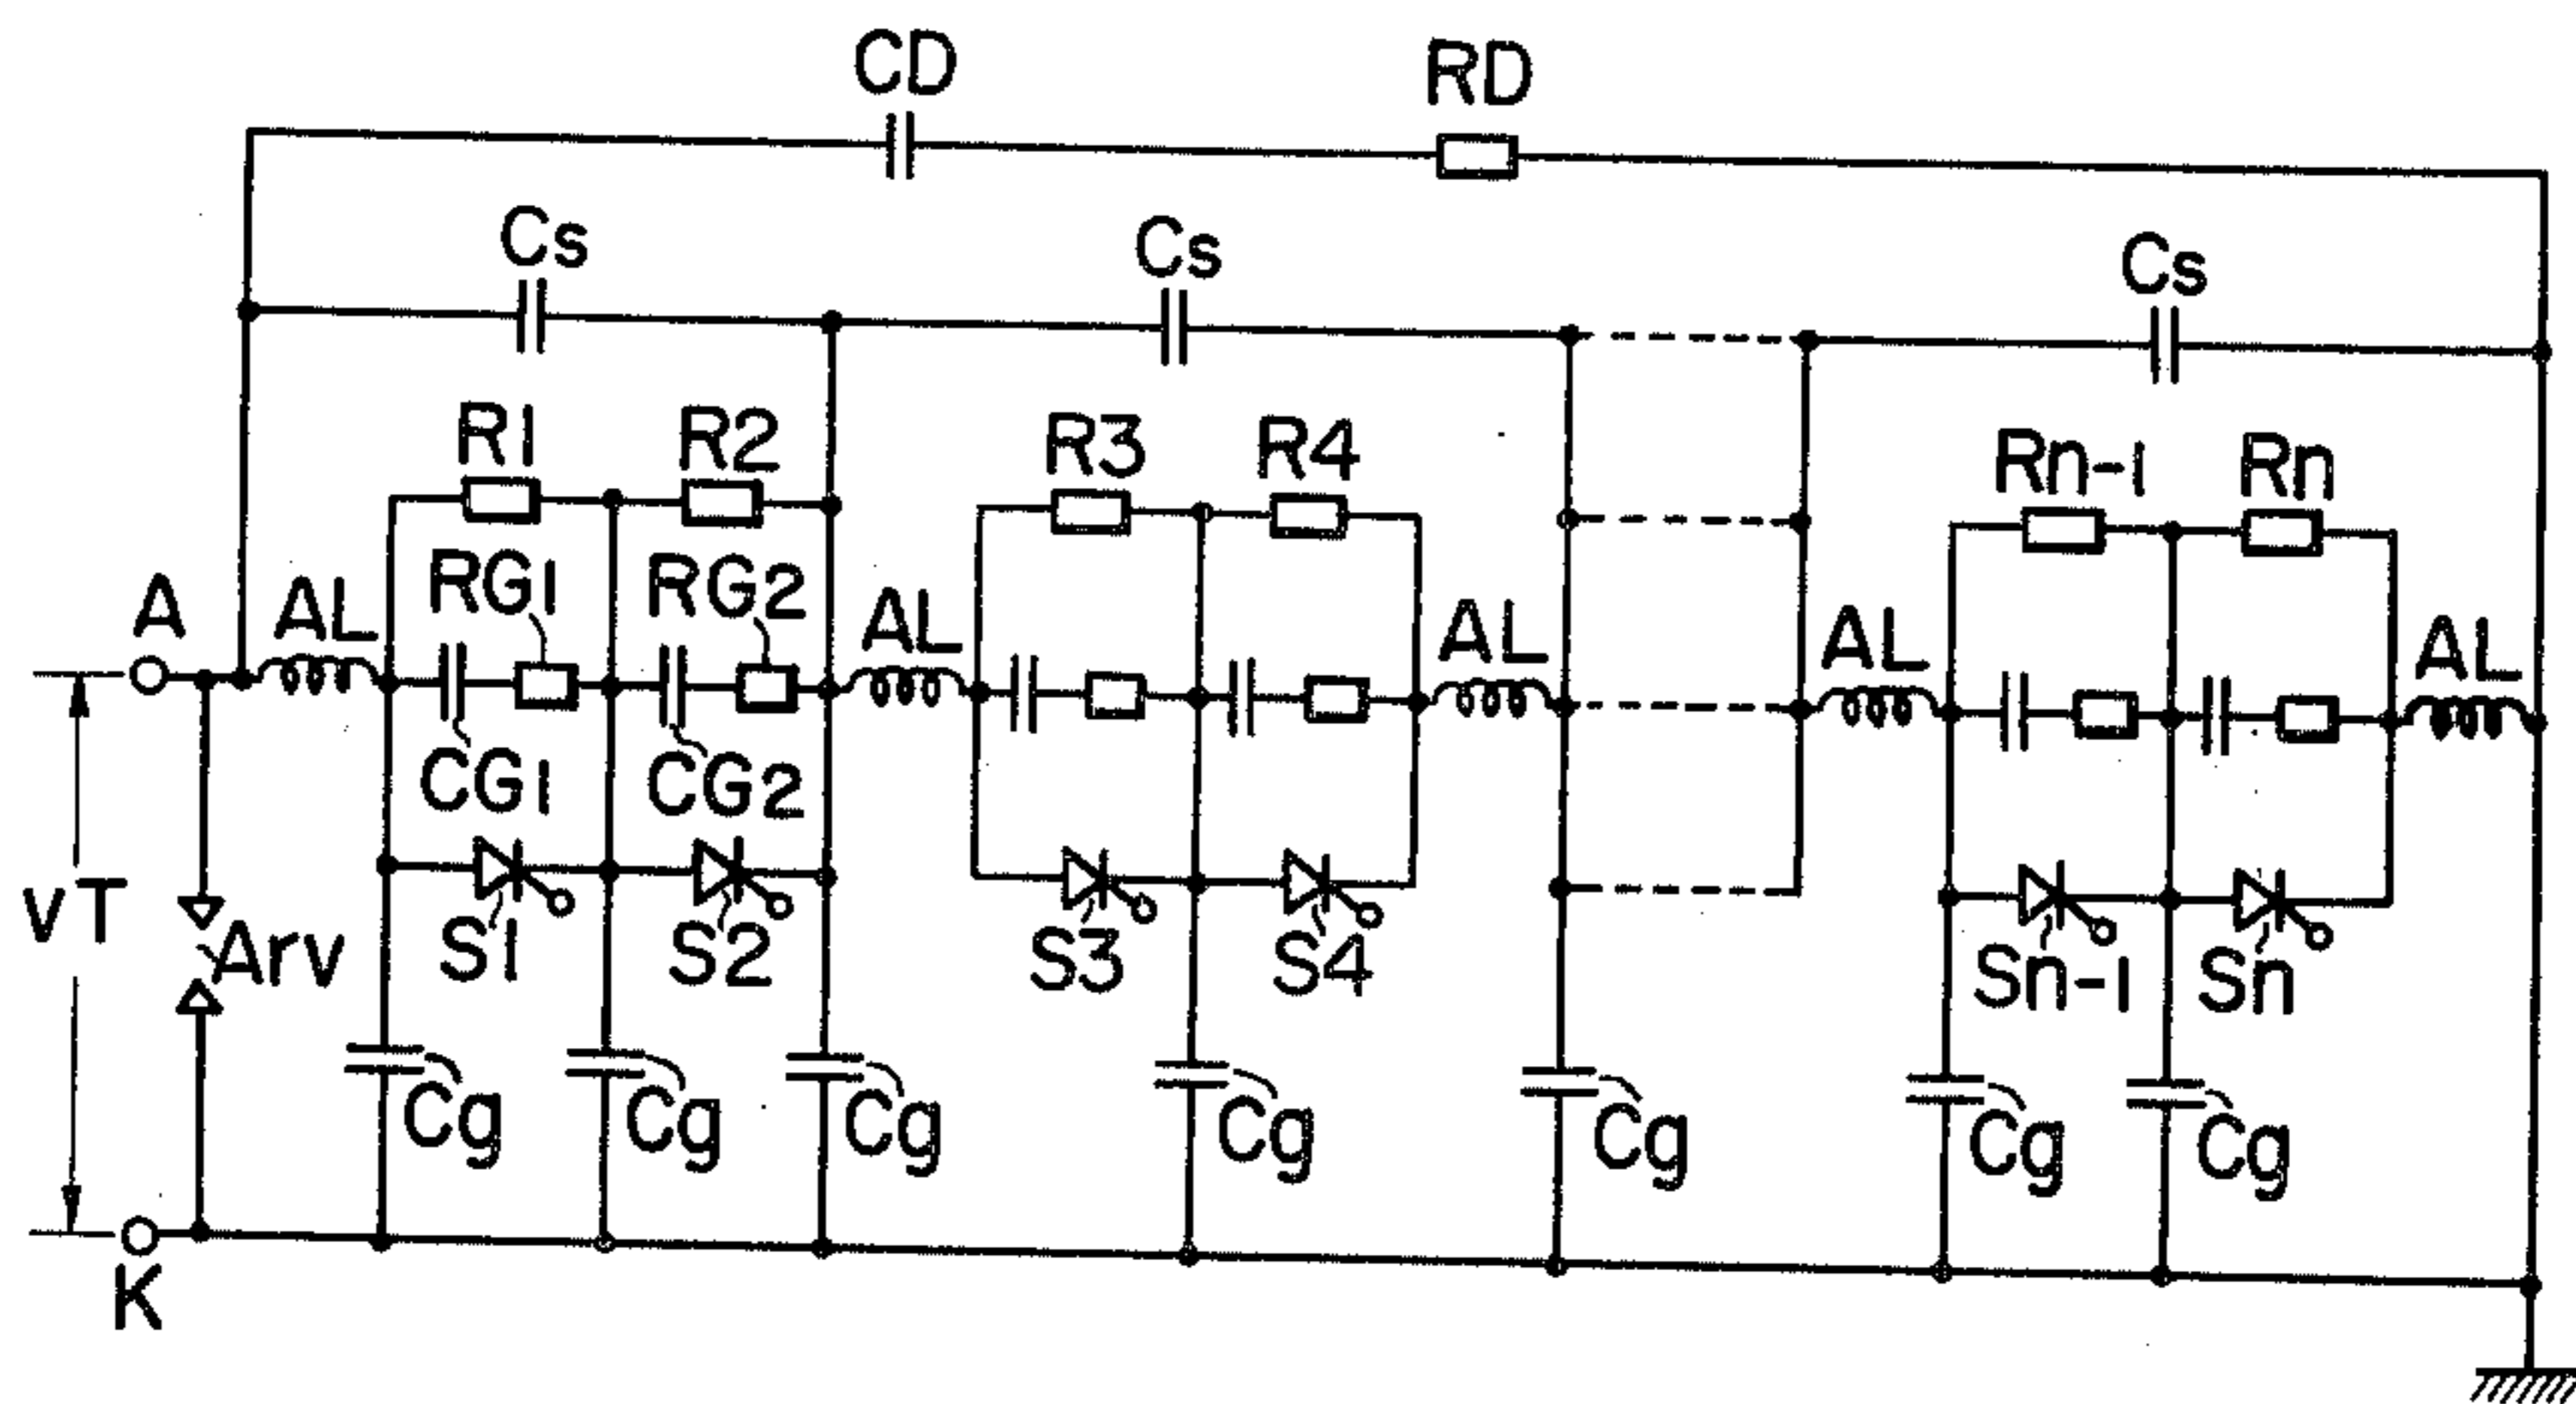 CD RD
Cs Cs Cs
R1 R2 R3 R4 Rn-1 Rn
RG1 RG2
A AL AL AL AL AL
CG1 CG2
vT Arv S1 S2 S3 S4 Sn-1 Sn
Cg Cg Cg Cg Cg Cg Cg
K